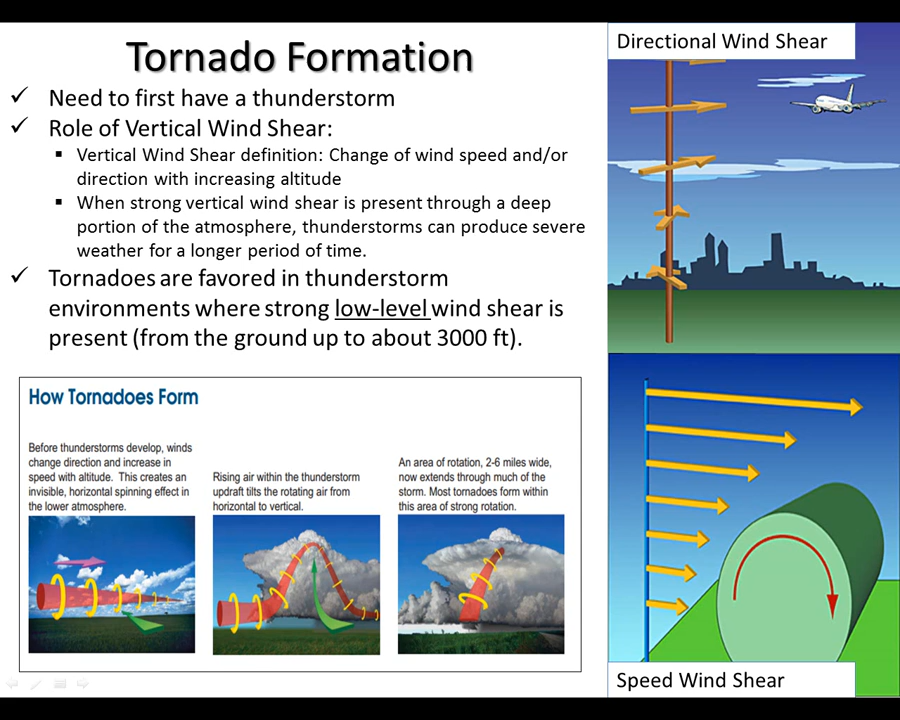 Tornado Formation
✓ Need to first have a thunderstorm
✓ Role of Vertical Wind Shear:
▪ Vertical Wind Shear definition: Change of wind speed and/or
direction with increasing altitude
▪ When strong vertical wind shear is present through a deep
portion of the atmosphere, thunderstorms can produce severe
weather for a longer period of time.
✓ Tornadoes are favored in thunderstorm
environments where strong low-level wind shear is
present (from the ground up to about 3000 ft).
How Tornadoes Form
Before thunderstorms develop, winds
change direction and increase in
speed with altitude. This creates an
invisible, horizontal spinning effect in
the lower atmosphere.
Rising air within the thunderstorm
updraft tilts the rotating air from
horizontal to vertical.
An area of rotation, 2-6 miles wide,
now extends through much of the
storm. Most tornadoes form within
this area of strong rotation.
Directional Wind Shear
Speed Wind Shear